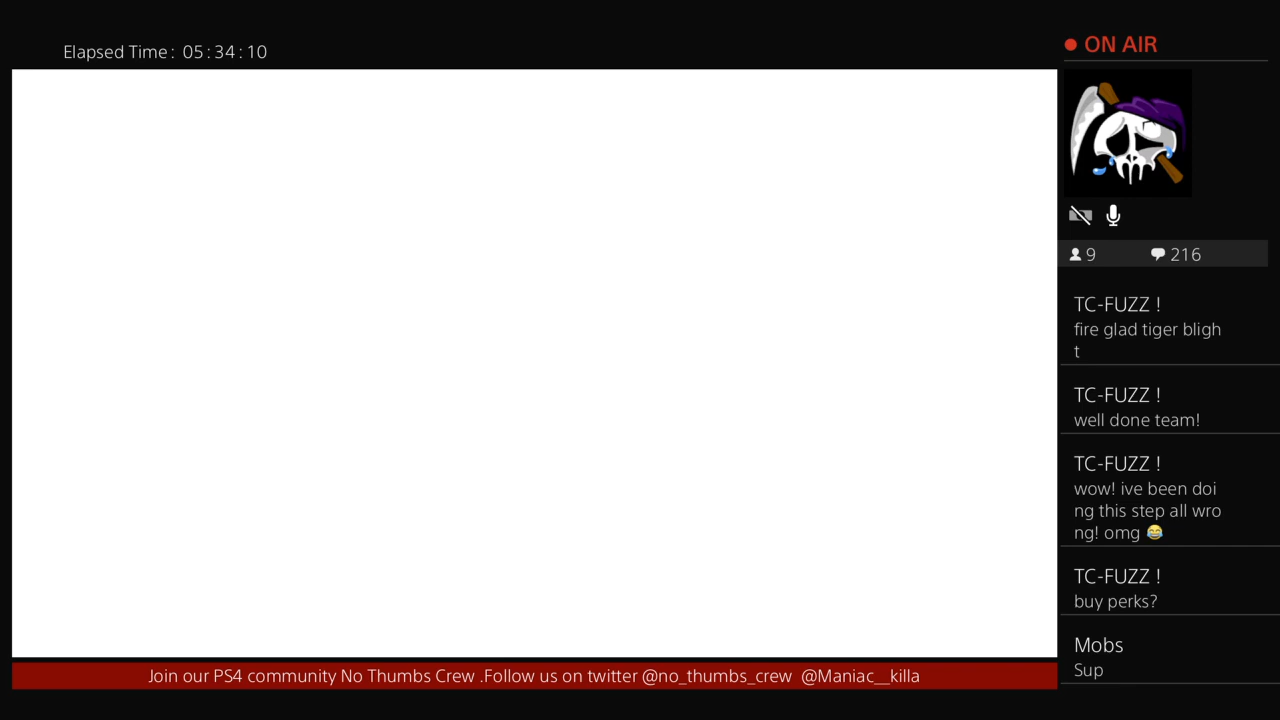 Elapsed Time: 05:34:10
ON AIR
9 216
TC-FUZZ !
fire glad tiger bligh
t
TC-FUZZ !
well done team!
TC-FUZZ !
wow! ive been doi
ng this step all wro
ng! omg 😂
TC-FUZZ !
buy perks?
Mobs
Sup
Join our PS4 community No Thumbs Crew .Follow us on twitter @no_thumbs_crew @Maniac__killa